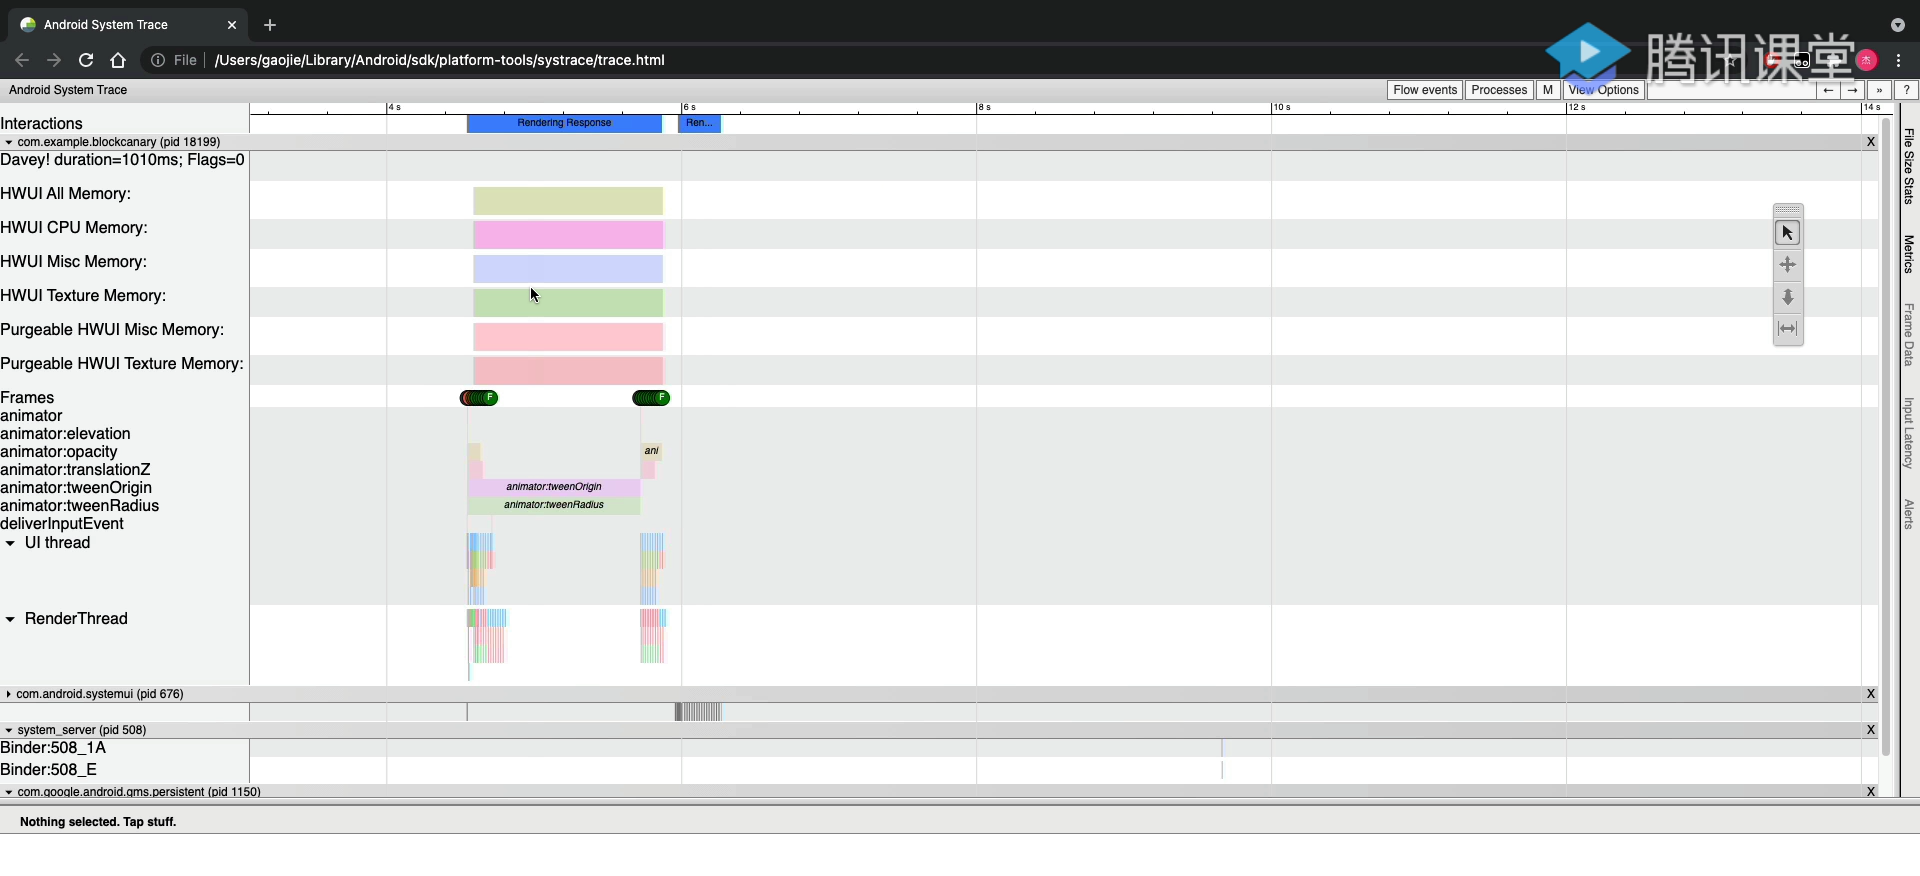 Android System Trace
File
/Users/gaojie/Library/Android/sdk/platform-tools/systrace/trace.html
杰
腾讯课堂
Android System Trace
Flow events
Processes
M
View Options
←
→
»
?
4 s
6 s
8 s
10 s
12 s
14 s
Interactions
Rendering Response
Ren...
com.example.blockcanary (pid 18199)
X
Davey! duration=1010ms; Flags=0
HWUI All Memory:
HWUI CPU Memory:
HWUI Misc Memory:
HWUI Texture Memory:
Purgeable HWUI Misc Memory:
Purgeable HWUI Texture Memory:
Frames
F
F
animator
animator:elevation
animator:opacity
ani
animator:translationZ
animator:tweenOrigin
animator:tweenOrigin
animator:tweenRadius
animator:tweenRadius
deliverInputEvent
UI thread
RenderThread
com.android.systemui (pid 676)
X
system_server (pid 508)
X
Binder:508_1A
Binder:508_E
com.google.android.gms.persistent (pid 1150)
X
File Size Stats
Metrics
Frame Data
Input Latency
Alerts
Nothing selected. Tap stuff.